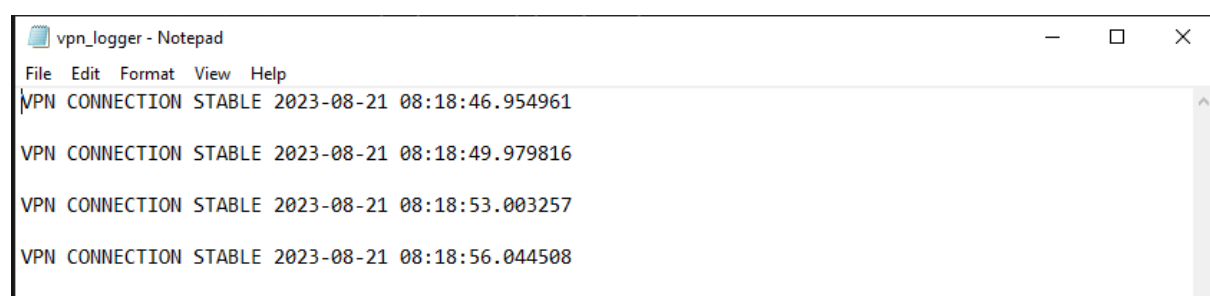 vpn_logger - Notepad
File Edit Format View Help
VPN CONNECTION STABLE 2023-08-21 08:18:46.954961
VPN CONNECTION STABLE 2023-08-21 08:18:49.979816
VPN CONNECTION STABLE 2023-08-21 08:18:53.003257
VPN CONNECTION STABLE 2023-08-21 08:18:56.044508